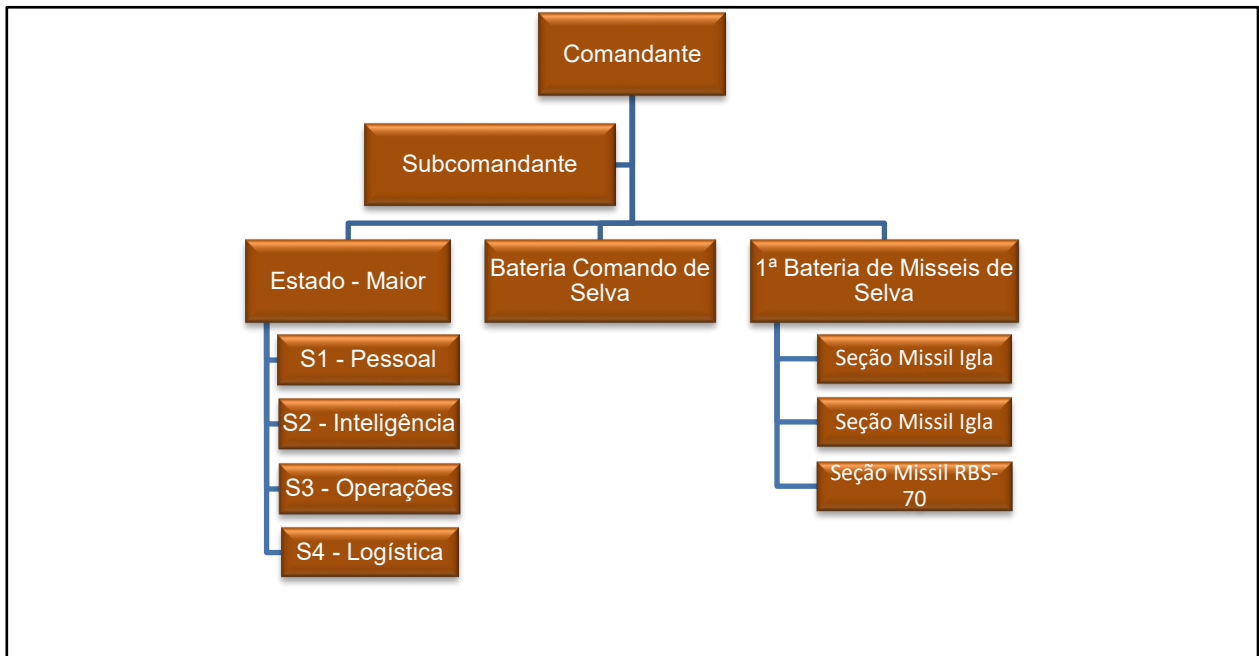 Comandante
Subcomandante
Estado - Maior
Bateria Comando de
Selva
1ª Bateria de Misseis de
Selva
S1 - Pessoal
S2 - Inteligência
S3 - Operações
S4 - Logística
Seção Missil Igla
Seção Missil Igla
Seção Missil RBS-
70